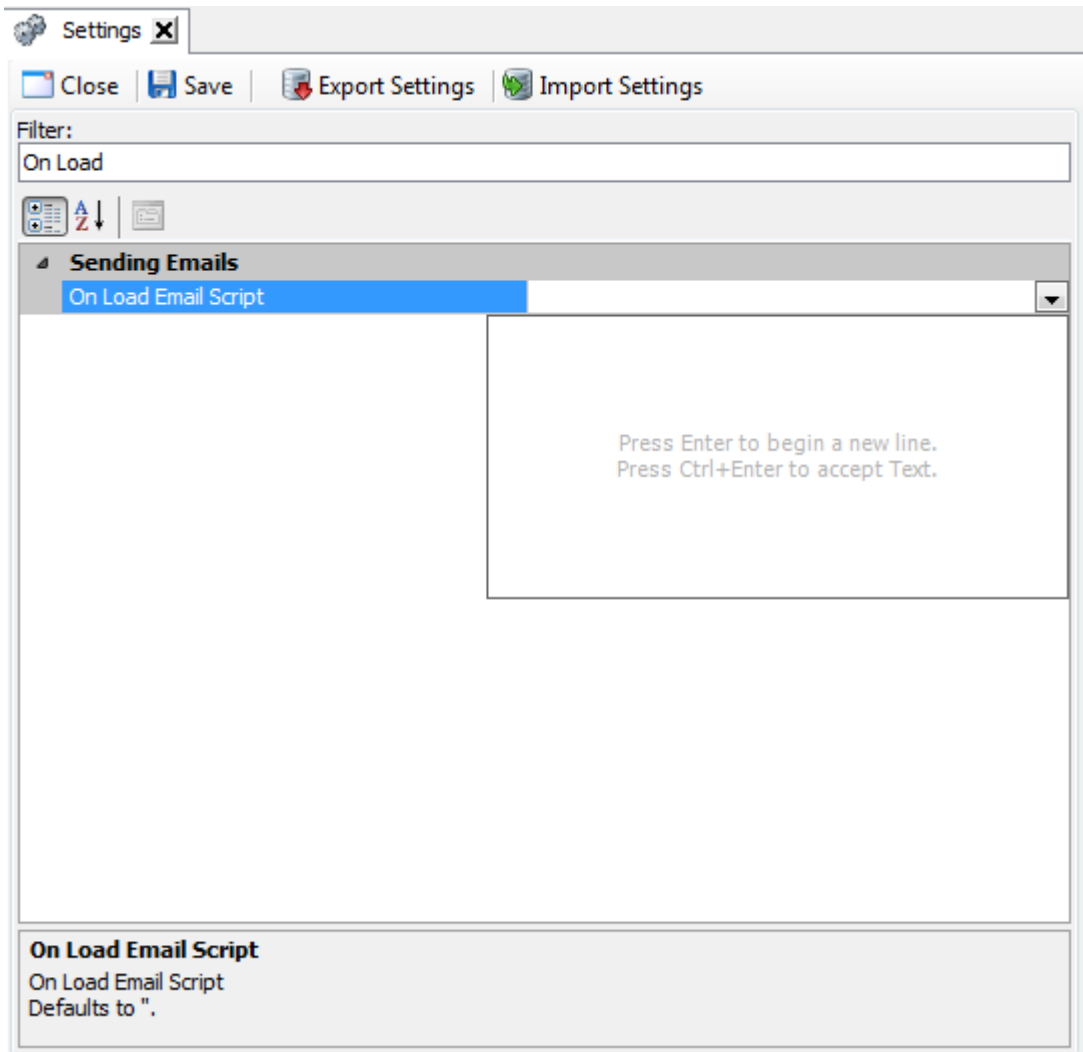 Settings
Close Save Export Settings Import Settings
Filter:
On Load
Sending Emails
On Load Email Script
Press Enter to begin a new line.
Press Ctrl+Enter to accept Text.
On Load Email Script
On Load Email Script
Defaults to ''.